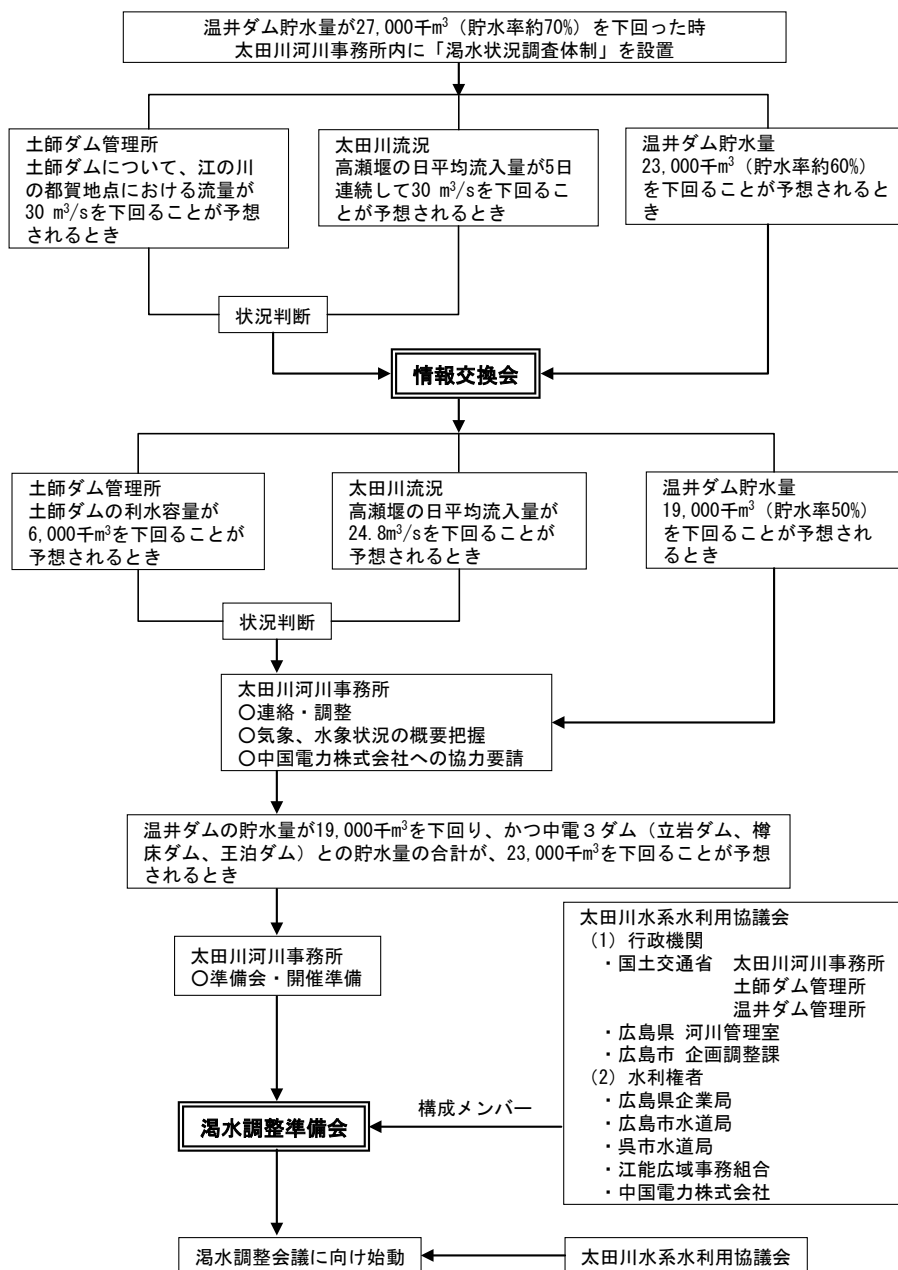 温井ダム貯水量が27,000千m³（貯水率約70%）を下回った時
太田川河川事務所内に「渇水状況調査体制」を設置
土師ダム管理所
土師ダムについて、江の川
の都賀地点における流量が
30 m³/sを下回ることが予想
されるとき
太田川流況
高瀬堰の日平均流入量が5日
連続して30 m³/sを下回るこ
とが予想されるとき
温井ダム貯水量
23,000千m³（貯水率約60%）
を下回ることが予想されると
き
状況判断
情報交換会
土師ダム管理所
土師ダムの利水容量が
6,000千m³を下回ることが
予想されるとき
太田川流況
高瀬堰の日平均流入量が
24.8m³/sを下回ることが
予想されるとき
温井ダム貯水量
19,000千m³（貯水率50%）
を下回ることが予想され
るとき
状況判断
太田川河川事務所
○連絡・調整
○気象、水象状況の概要把握
○中国電力株式会社への協力要請
温井ダムの貯水量が19,000千m³を下回り、かつ中電３ダム（立岩ダム、樽
床ダム、王泊ダム）との貯水量の合計が、23,000千m³を下回ることが予想
されるとき
太田川河川事務所
○準備会・開催準備
太田川水系水利用協議会
（1）行政機関
・国土交通省　太田川河川事務所
土師ダム管理所
温井ダム管理所
・広島県 河川管理室
・広島市 企画調整課
（2）水利権者
・広島県企業局
・広島市水道局
・呉市水道局
・江能広域事務組合
・中国電力株式会社
構成メンバー
渇水調整準備会
渇水調整会議に向け始動
太田川水系水利用協議会